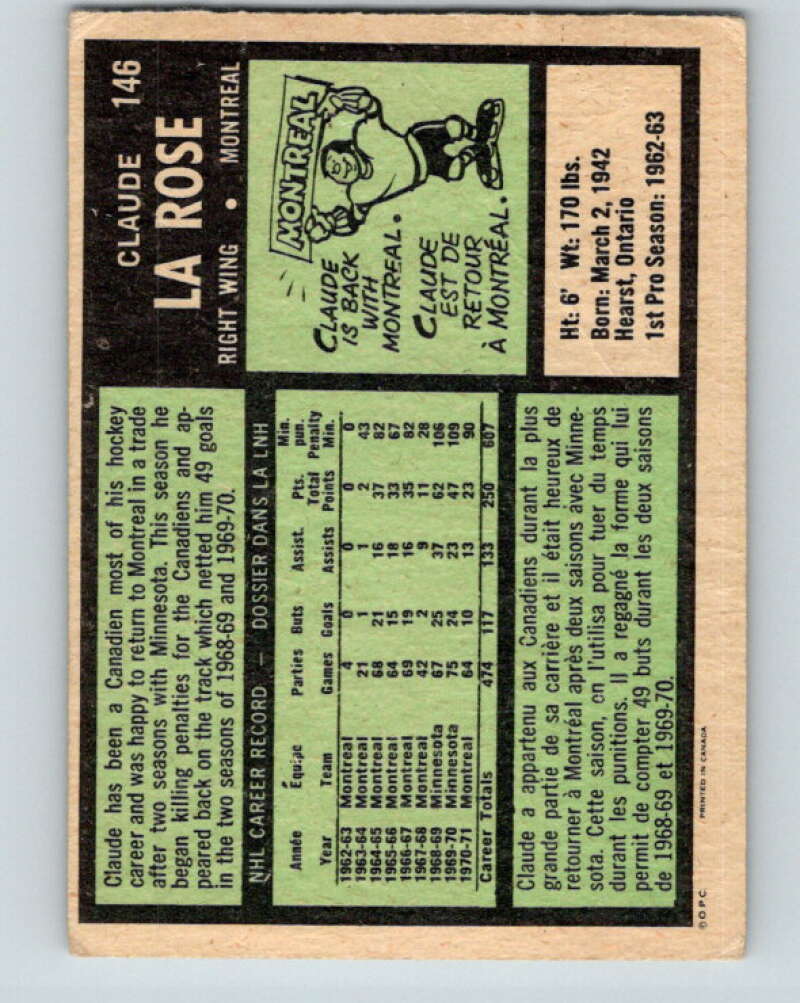 CLAUDE 146
LA ROSE
RIGHT WING • MONTREAL
MONTREAL
CLAUDE
IS BACK
WITH
MONTREAL.
CLAUDE
EST DE
RETOUR
À MONTRÉAL.
Ht: 6' Wt: 170 lbs.
Born: March 2, 1942
Hearst, Ontario
1st Pro Season: 1962-63
Claude has been a Canadien most of his hockey
career and was happy to return to Montreal in a trade
after two seasons with Minnesota. This season he
began killing penalties for the Canadiens and ap-
peared back on the track which netted him 49 goals
in the two seasons of 1968-69 and 1969-70.
NHL CAREER RECORD — DOSSIER DANS LA LNH
Année Équipe Parties Buts Assist. Pts. Total Min. pun. Penalty
Year Team Games Goals Assists Points Min.
1962-63 Montreal 4 0 0 0 0
1963-64 Montreal 21 1 1 2 43
1964-65 Montreal 68 21 16 37 82
1965-66 Montreal 64 15 18 33 67
1966-67 Montreal 69 19 16 35 82
1967-68 Montreal 42 2 9 11 28
1968-69 Minnesota 67 25 37 62 106
1969-70 Minnesota 75 24 23 47 109
1970-71 Montreal 64 10 13 23 90
Career Totals 474 117 133 250 607
Claude a appartenu aux Canadiens durant la plus
grande partie de sa carrière et il était heureux de
retourner à Montréal après deux saisons avec Minne-
sota. Cette saison, on l'utilisa pour tuer du temps
durant les punitions. Il a regagné la forme qui lui
permit de compter 49 buts durant les deux saisons
de 1968-69 et 1969-70.
© O.P.C. PRINTED IN CANADA